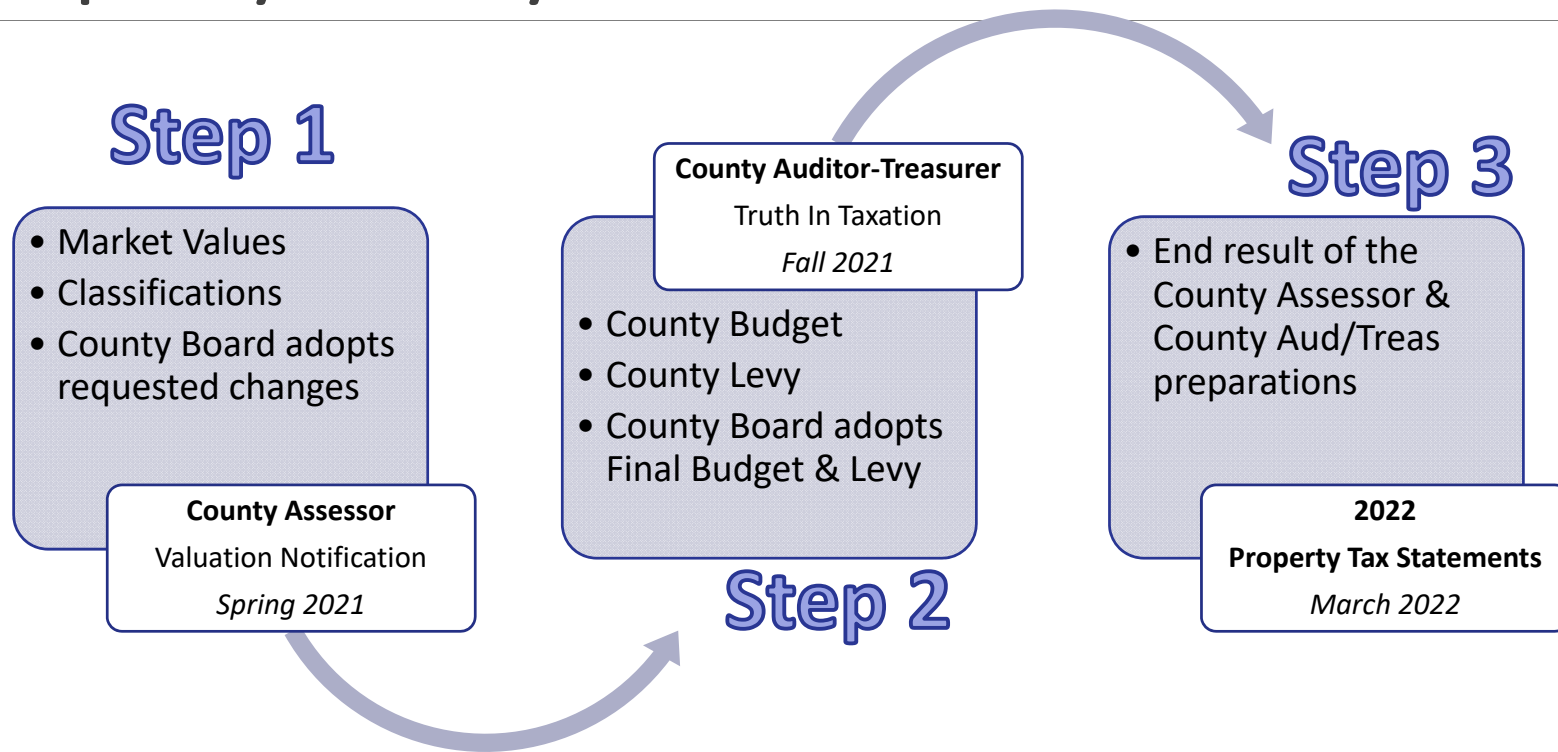 Step 1
• Market Values
• Classifications
• County Board adopts
requested changes
County Assessor
Valuation Notification
Spring 2021
County Auditor-Treasurer
Truth In Taxation
Fall 2021
• County Budget
• County Levy
• County Board adopts
Final Budget & Levy
Step 2
Step 3
• End result of the
County Assessor &
County Aud/Treas
preparations
2022
Property Tax Statements
March 2022